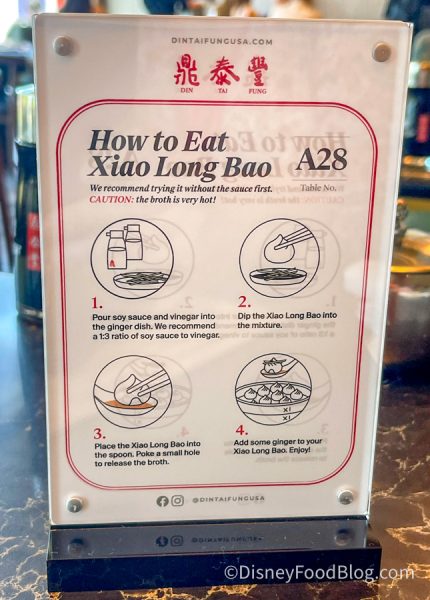 DINTAIFUNGUSA.COM
鼎 泰 豐
DIN TAI FUNG
How to Eat
Xiao Long Bao
A28
Table No.
We recommend trying it without the sauce first.
CAUTION: the broth is very hot!
1.
Pour soy sauce and vinegar into
the ginger dish. We recommend
a 1:3 ratio of soy sauce to vinegar.
2.
Dip the Xiao Long Bao into
the mixture.
3.
Place the Xiao Long Bao into
the spoon. Poke a small hole
to release the broth.
4.
Add some ginger to your
Xiao Long Bao. Enjoy!
@DINTAIFUNGUSA
©DisneyFoodBlog.com